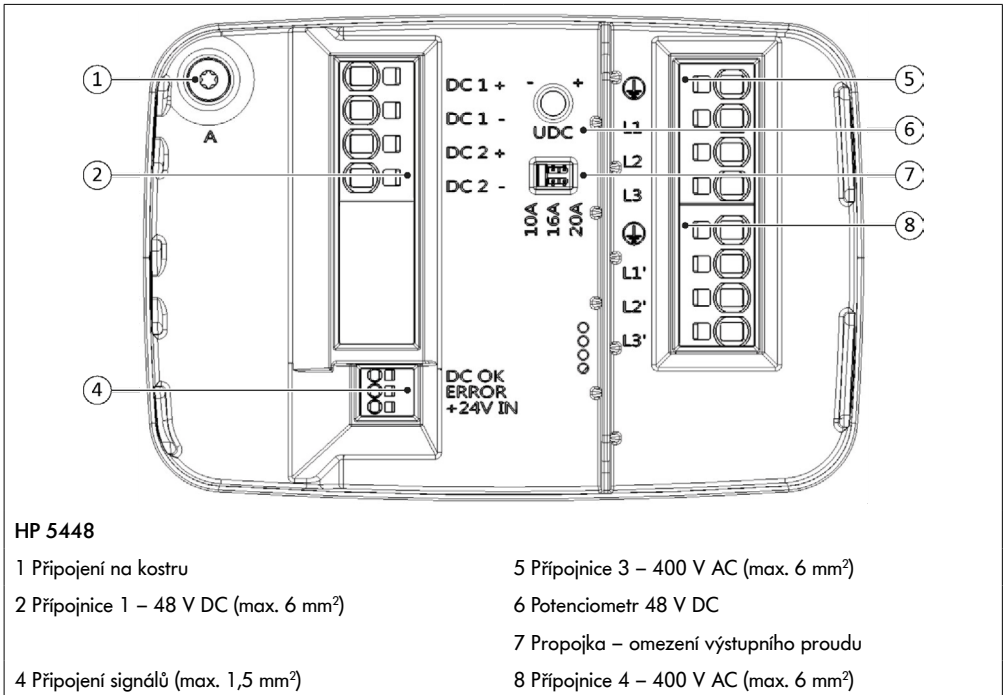 1
A
2
DC 1 +
DC 1 -
DC 2 +
DC 2 -
- +
UDC
10A
16A
20A
L1
L2
L3
L1'
L2'
L3'
5
6
7
8
4
DC OK
ERROR
+24V IN
HP 5448
1 Připojení na kostru
2 Přípojnice 1 – 48 V DC (max. 6 mm²)
4 Připojení signálů (max. 1,5 mm²)
5 Přípojnice 3 – 400 V AC (max. 6 mm²)
6 Potenciometr 48 V DC
7 Propojka – omezení výstupního proudu
8 Přípojnice 4 – 400 V AC (max. 6 mm²)